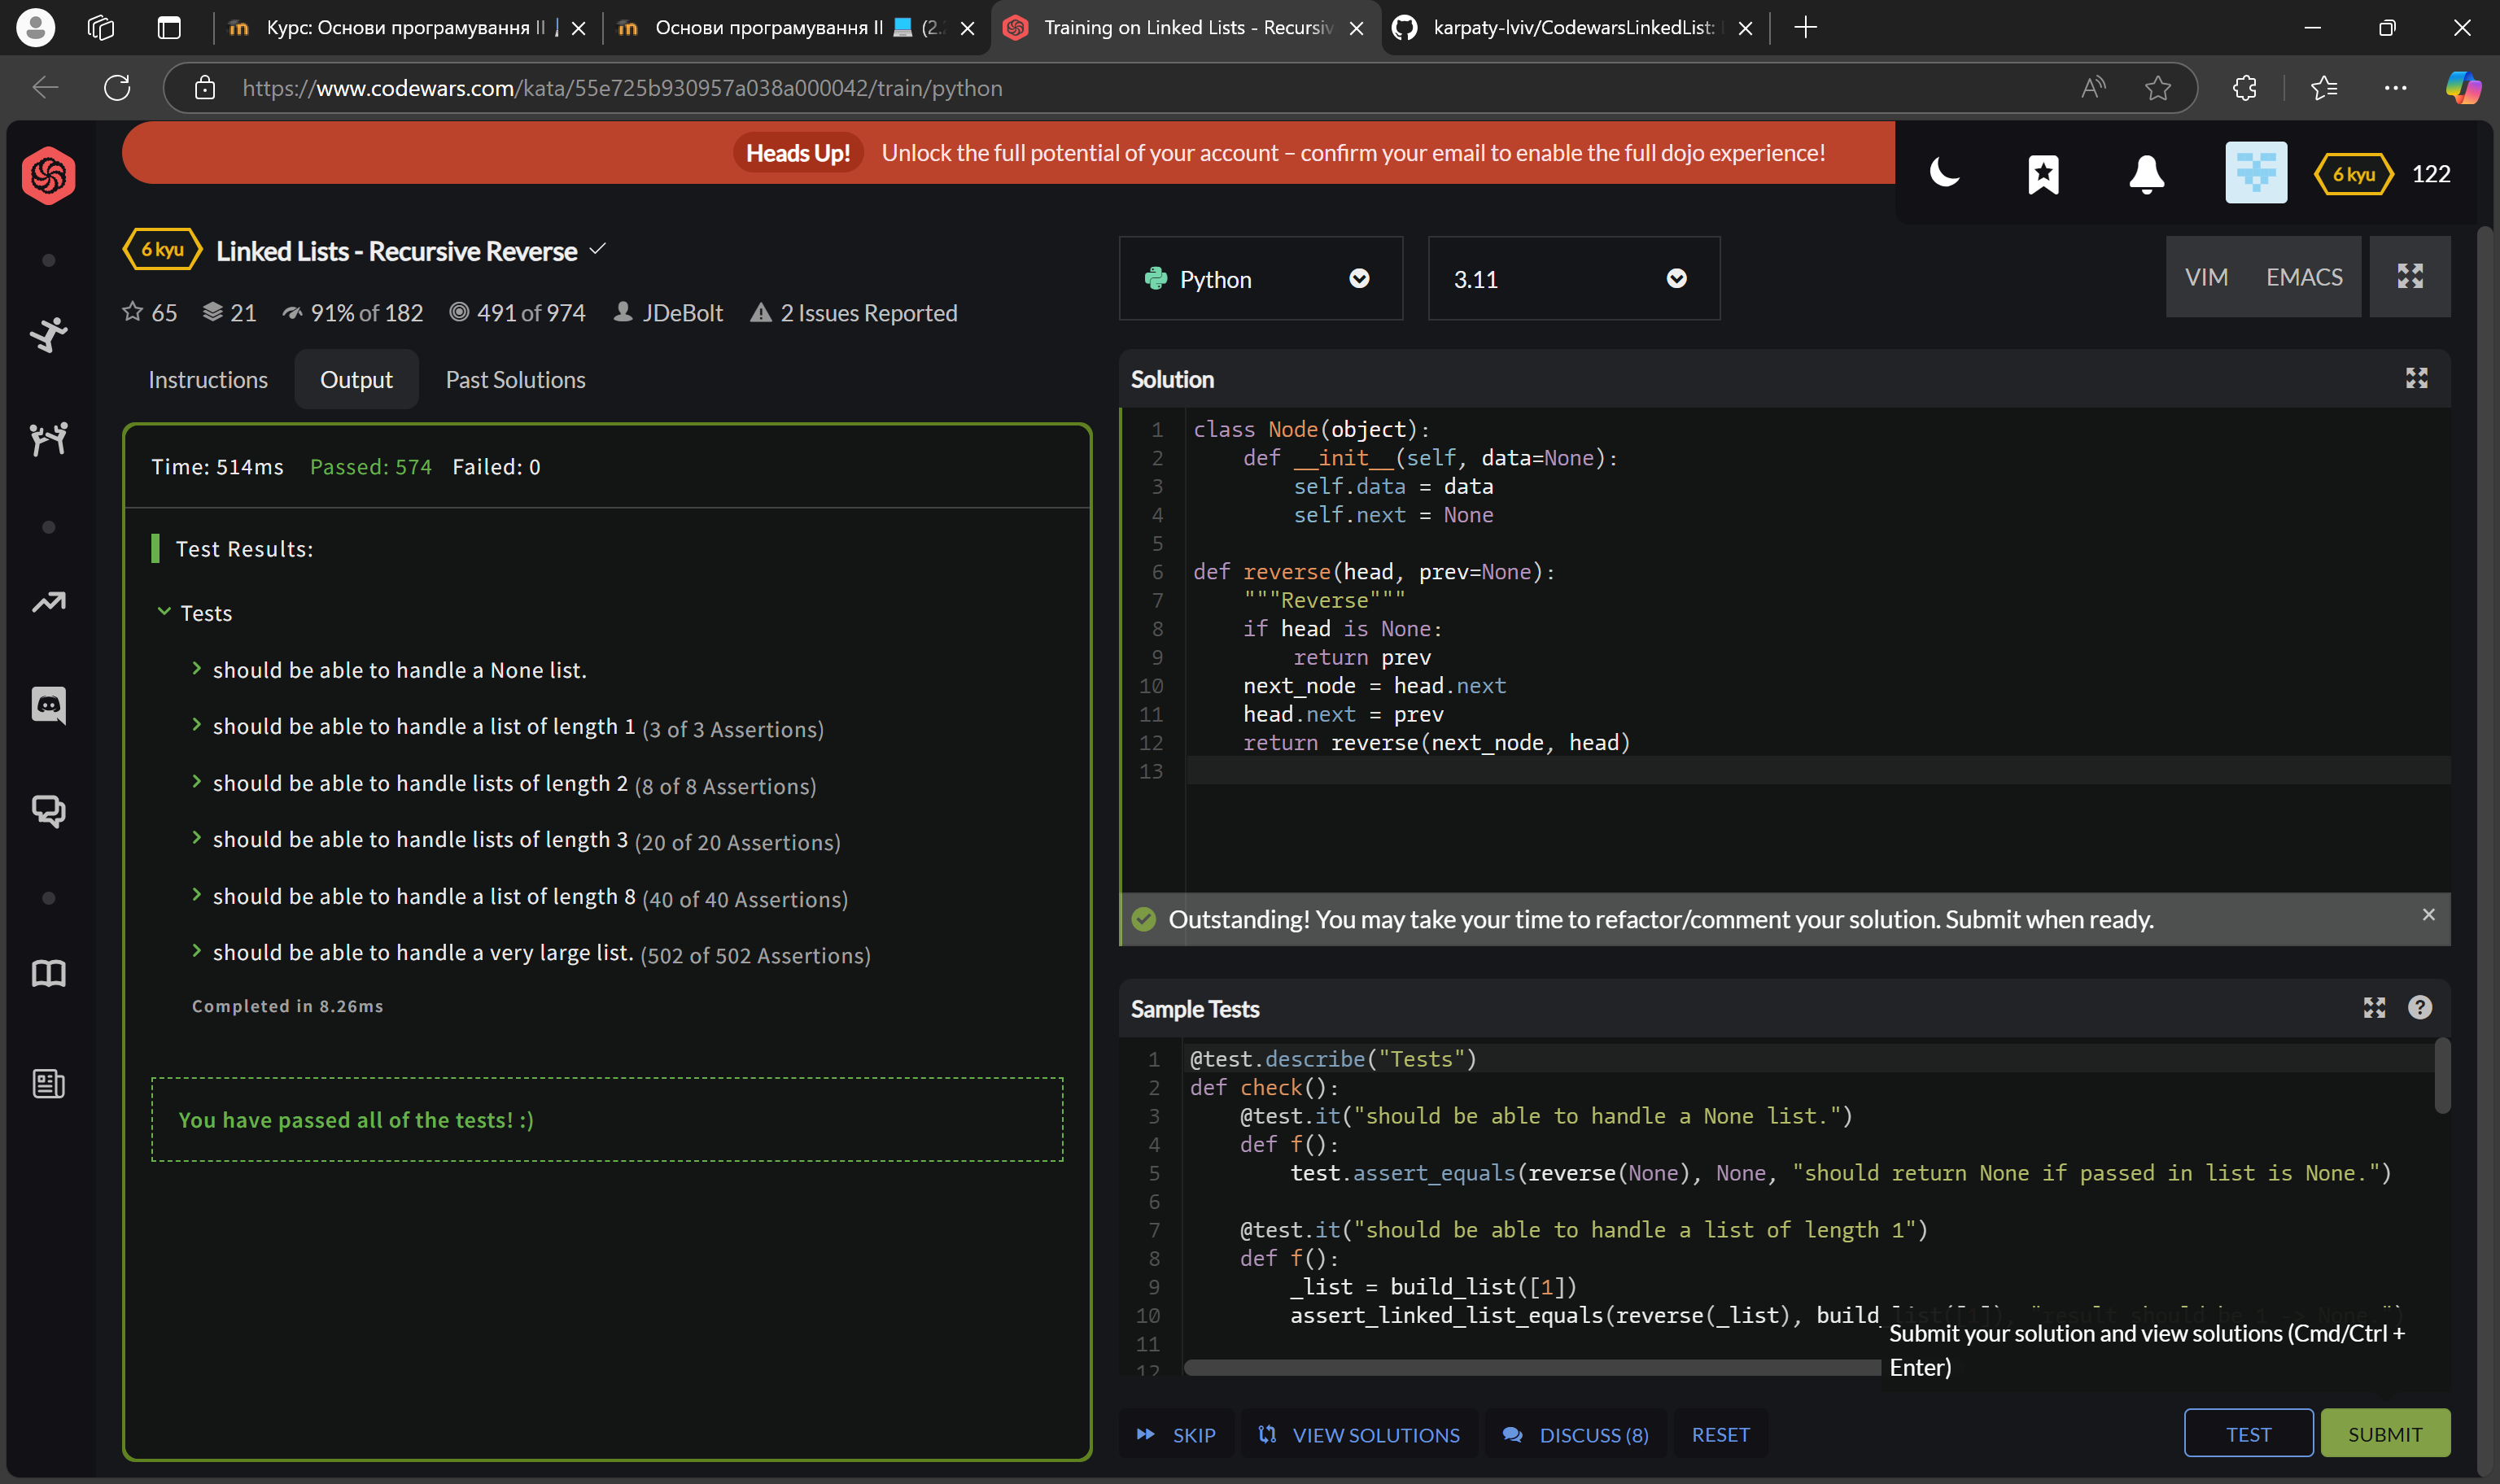 Курс: Основи програмування II
Основи програмування II 💻 (2.
Training on Linked Lists - Recursiv
karpaty-lviv/CodewarsLinkedList:
https://www.codewars.com/kata/55e725b930957a038a000042/train/python
Heads Up! Unlock the full potential of your account – confirm your email to enable the full dojo experience!
6 kyu 122
6 kyu Linked Lists - Recursive Reverse
65 21 91% of 182 491 of 974 JDeBolt 2 Issues Reported
Python
3.11
VIM EMACS
Instructions Output Past Solutions
Time: 514ms Passed: 574 Failed: 0
Test Results:
Tests
should be able to handle a None list.
should be able to handle a list of length 1 (3 of 3 Assertions)
should be able to handle lists of length 2 (8 of 8 Assertions)
should be able to handle lists of length 3 (20 of 20 Assertions)
should be able to handle a list of length 8 (40 of 40 Assertions)
should be able to handle a very large list. (502 of 502 Assertions)
Completed in 8.26ms
You have passed all of the tests! :)
Solution
1 class Node(object):
2 def __init__(self, data=None):
3 self.data = data
4 self.next = None
5
6 def reverse(head, prev=None):
7 """Reverse"""
8 if head is None:
9 return prev
10 next_node = head.next
11 head.next = prev
12 return reverse(next_node, head)
13
Outstanding! You may take your time to refactor/comment your solution. Submit when ready.
Sample Tests
1 @test.describe("Tests")
2 def check():
3 @test.it("should be able to handle a None list.")
4 def f():
5 test.assert_equals(reverse(None), None, "should return None if passed in list is None.")
6
7 @test.it("should be able to handle a list of length 1")
8 def f():
9 _list = build_list([1])
10 assert_linked_list_equals(reverse(_list), build_list([1]), "result should be 1 -> None.")
11
12
Submit your solution and view solutions (Cmd/Ctrl +
Enter)
SKIP VIEW SOLUTIONS DISCUSS (8) RESET TEST SUBMIT